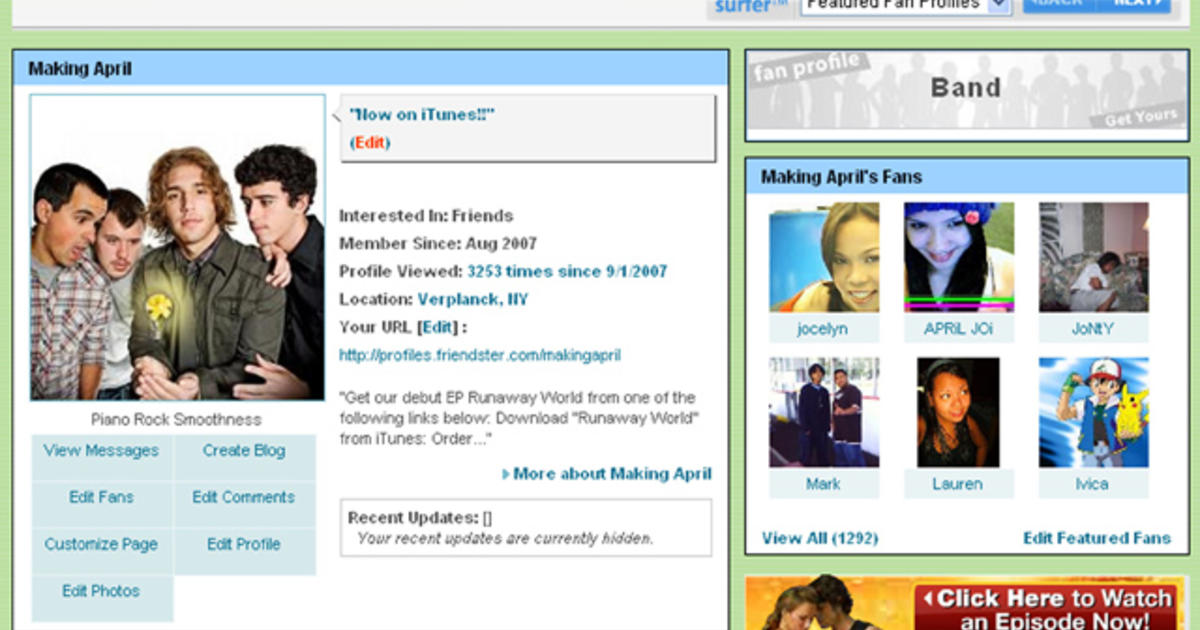 surfer™
Featured Fan Profiles
BACK
NEXT
Making April
"Now on iTunes!!"
(Edit)
Interested In: Friends
Member Since: Aug 2007
Profile Viewed: 3253 times since 9/1/2007
Location: Verplanck, NY
Your URL [Edit] :
http://profiles.friendster.com/makingapril
"Get our debut EP Runaway World from one of the
following links below: Download "Runaway World"
from iTunes: Order..."
More about Making April
Recent Updates: []
Your recent updates are currently hidden.
Piano Rock Smoothness
View Messages
Create Blog
Edit Fans
Edit Comments
Customize Page
Edit Profile
Edit Photos
fan profile
Band
Get Yours
Making April's Fans
jocelyn
APRiL JOi
JoNtY
Mark
Lauren
Ivica
View All (1292)
Edit Featured Fans
Click Here to Watch
an Episode Now!